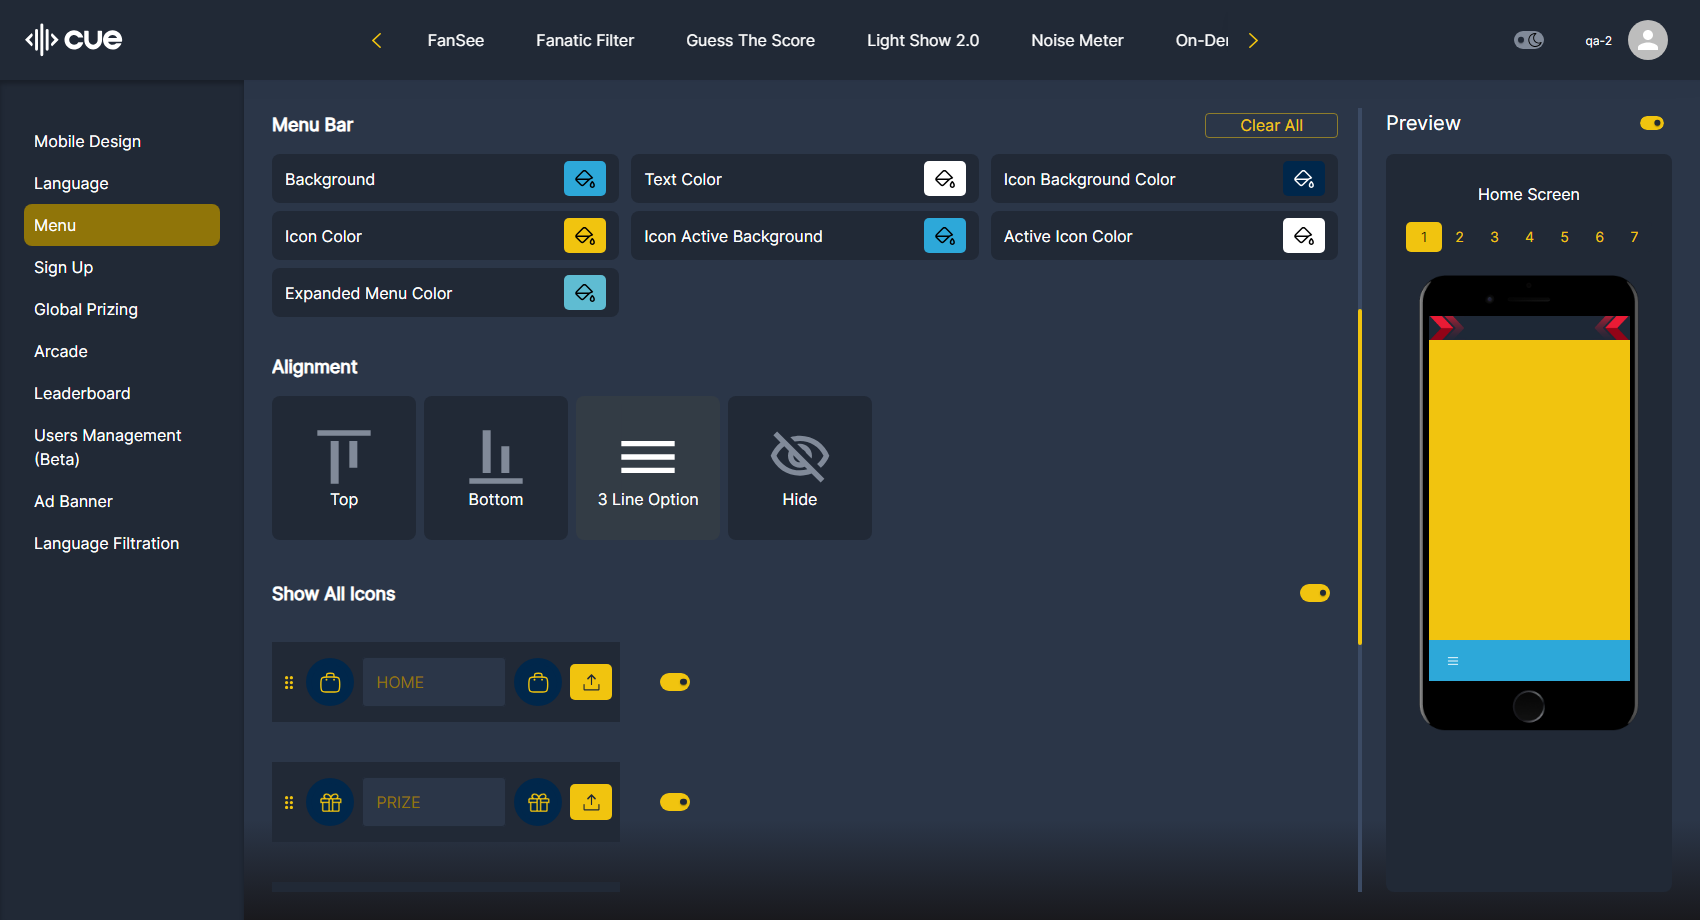 cue
FanSee
Fanatic Filter
Guess The Score
Light Show 2.0
Noise Meter
On-Der
qa-2
Mobile Design
Language
Menu
Sign Up
Global Prizing
Arcade
Leaderboard
Users Management
(Beta)
Ad Banner
Language Filtration
Menu Bar
Clear All
Background
Text Color
Icon Background Color
Icon Color
Icon Active Background
Active Icon Color
Expanded Menu Color
Alignment
Top
Bottom
3 Line Option
Hide
Show All Icons
HOME
PRIZE
Preview
Home Screen
1 2 3 4 5 6 7